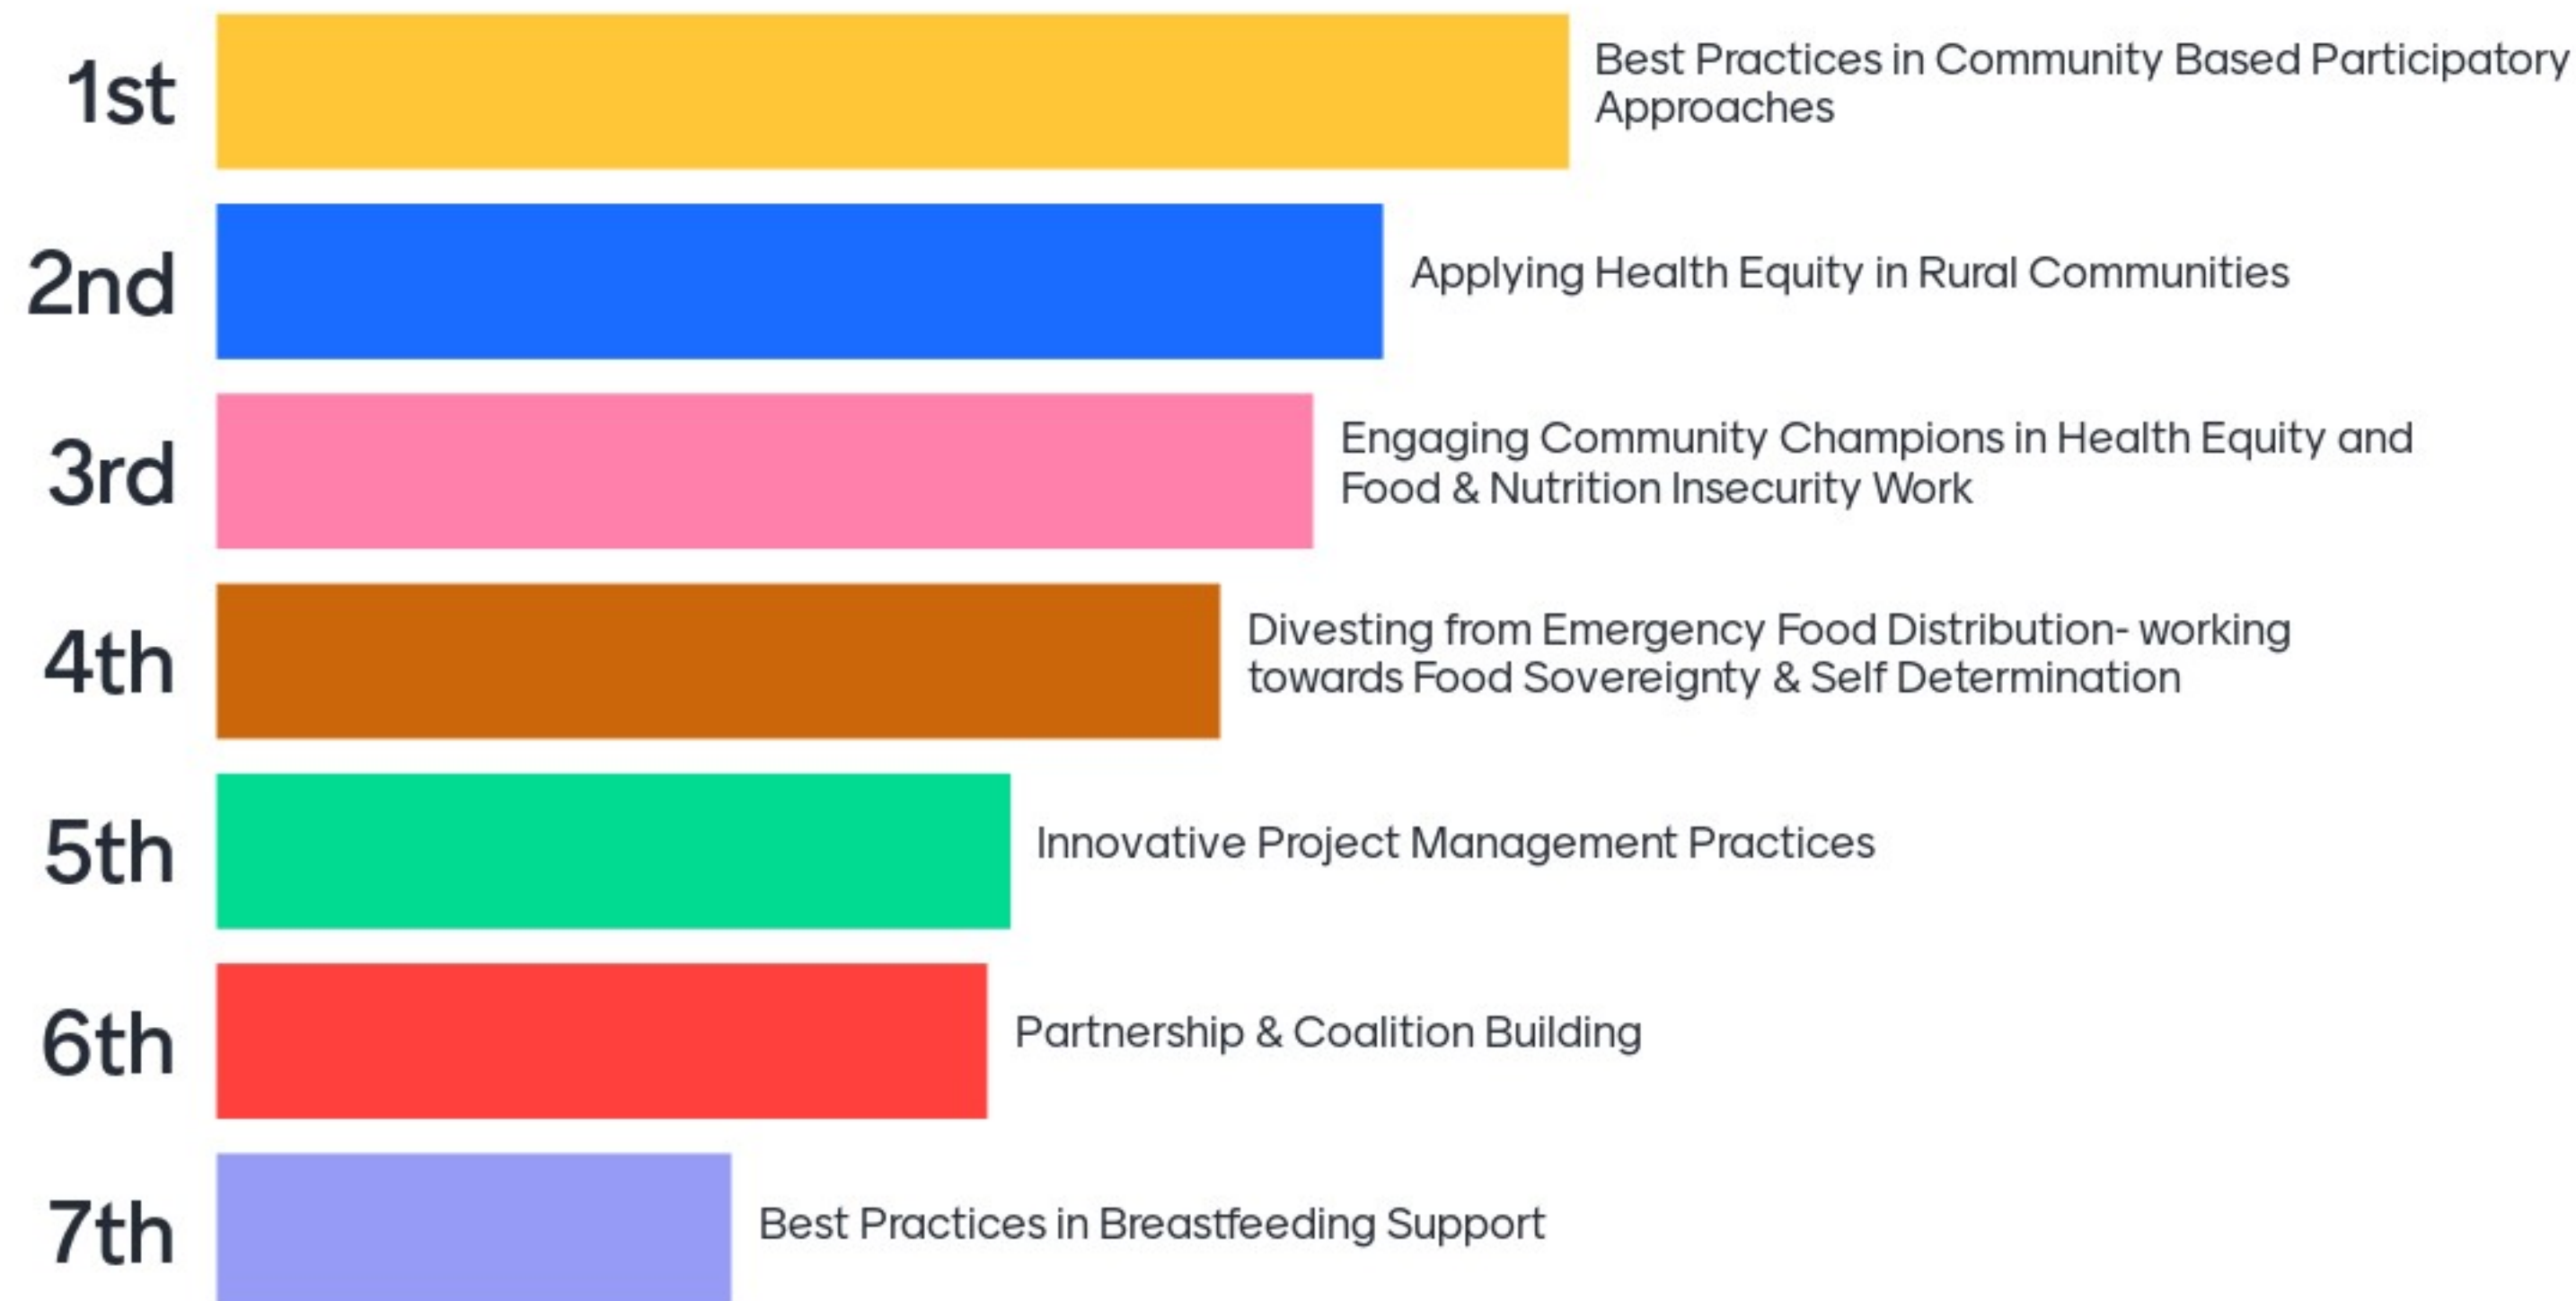 1st
Best Practices in Community Based Participatory
Approaches
2nd
Applying Health Equity in Rural Communities
3rd
Engaging Community Champions in Health Equity and
Food & Nutrition Insecurity Work
4th
Divesting from Emergency Food Distribution- working
towards Food Sovereignty & Self Determination
5th
Innovative Project Management Practices
6th
Partnership & Coalition Building
7th
Best Practices in Breastfeeding Support